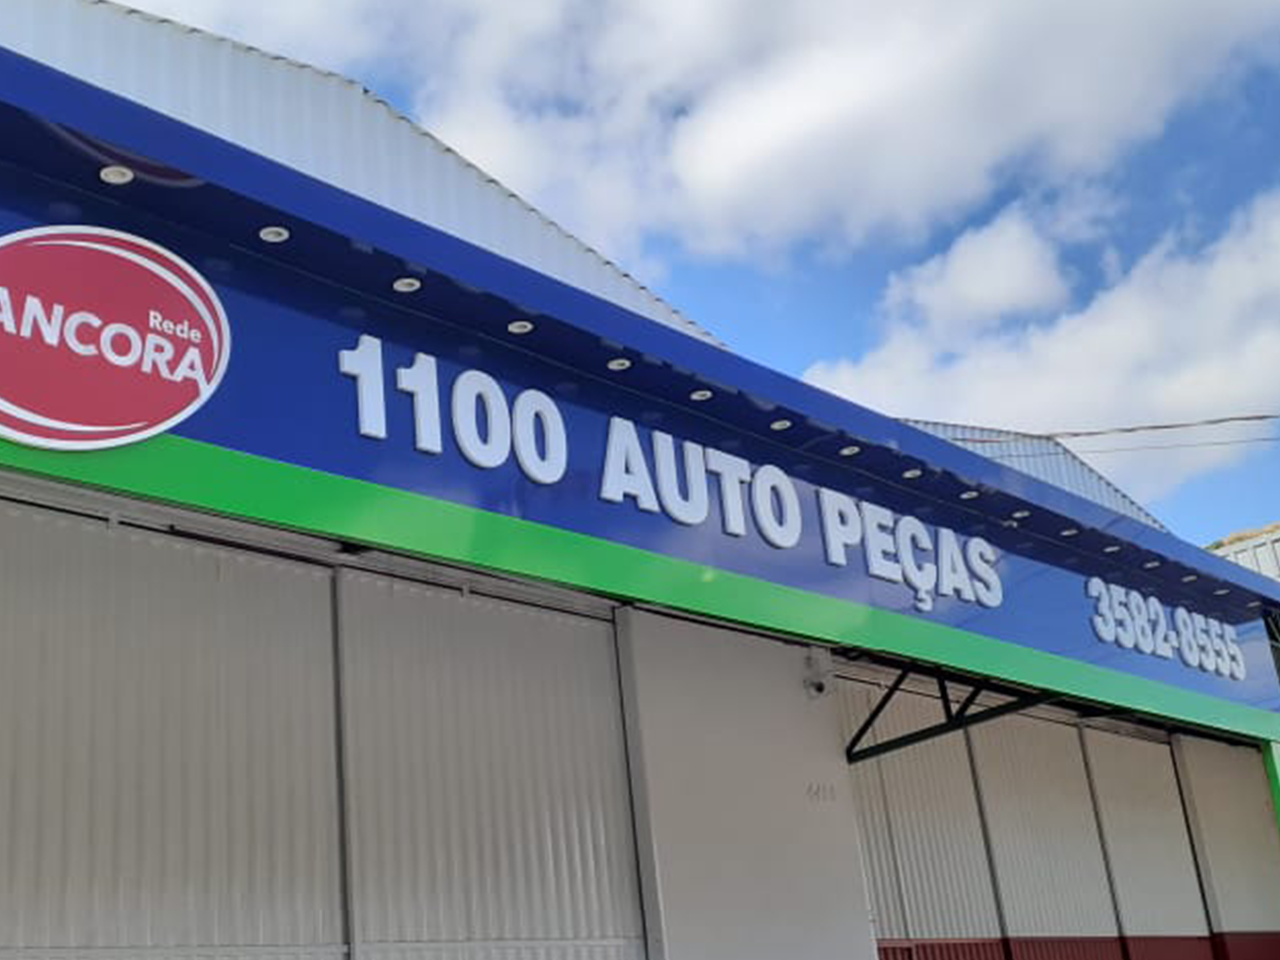 Rede
ANCORA
1100 AUTO PEÇAS
3582-8555